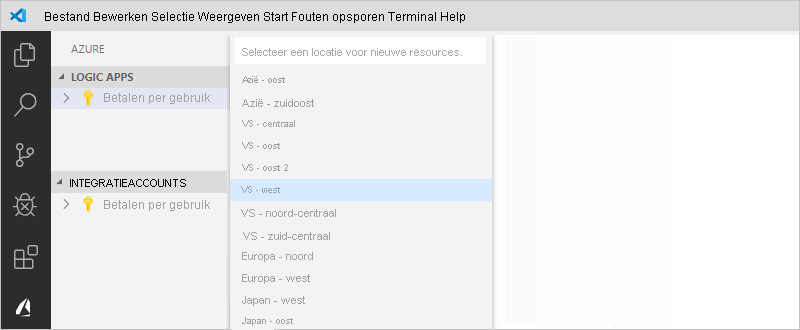 Bestand Bewerken Selectie Weergeven Start Fouten opsporen Terminal Help
AZURE
LOGIC APPS
Betalen per gebruik
INTEGRATIEACCOUNTS
Betalen per gebruik
Selecteer een locatie voor nieuwe resources.
Azië - oost
Azië - zuidoost
VS - centraal
VS - oost
VS - oost 2
VS - west
VS - noord-centraal
VS - zuid-centraal
Europa - noord
Europa - west
Japan - west
Japan - oost